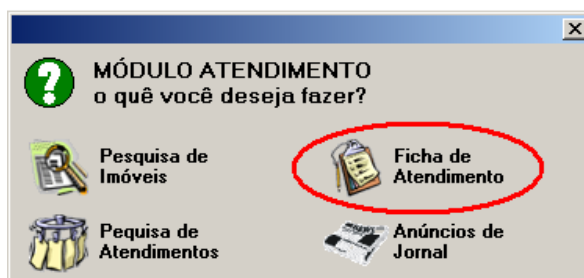 MÓDULO ATENDIMENTO
o quê você deseja fazer?
Pesquisa de
Imóveis
Ficha de
Atendimento
Pequisa de
Atendimentos
Anúncios de
Jornal